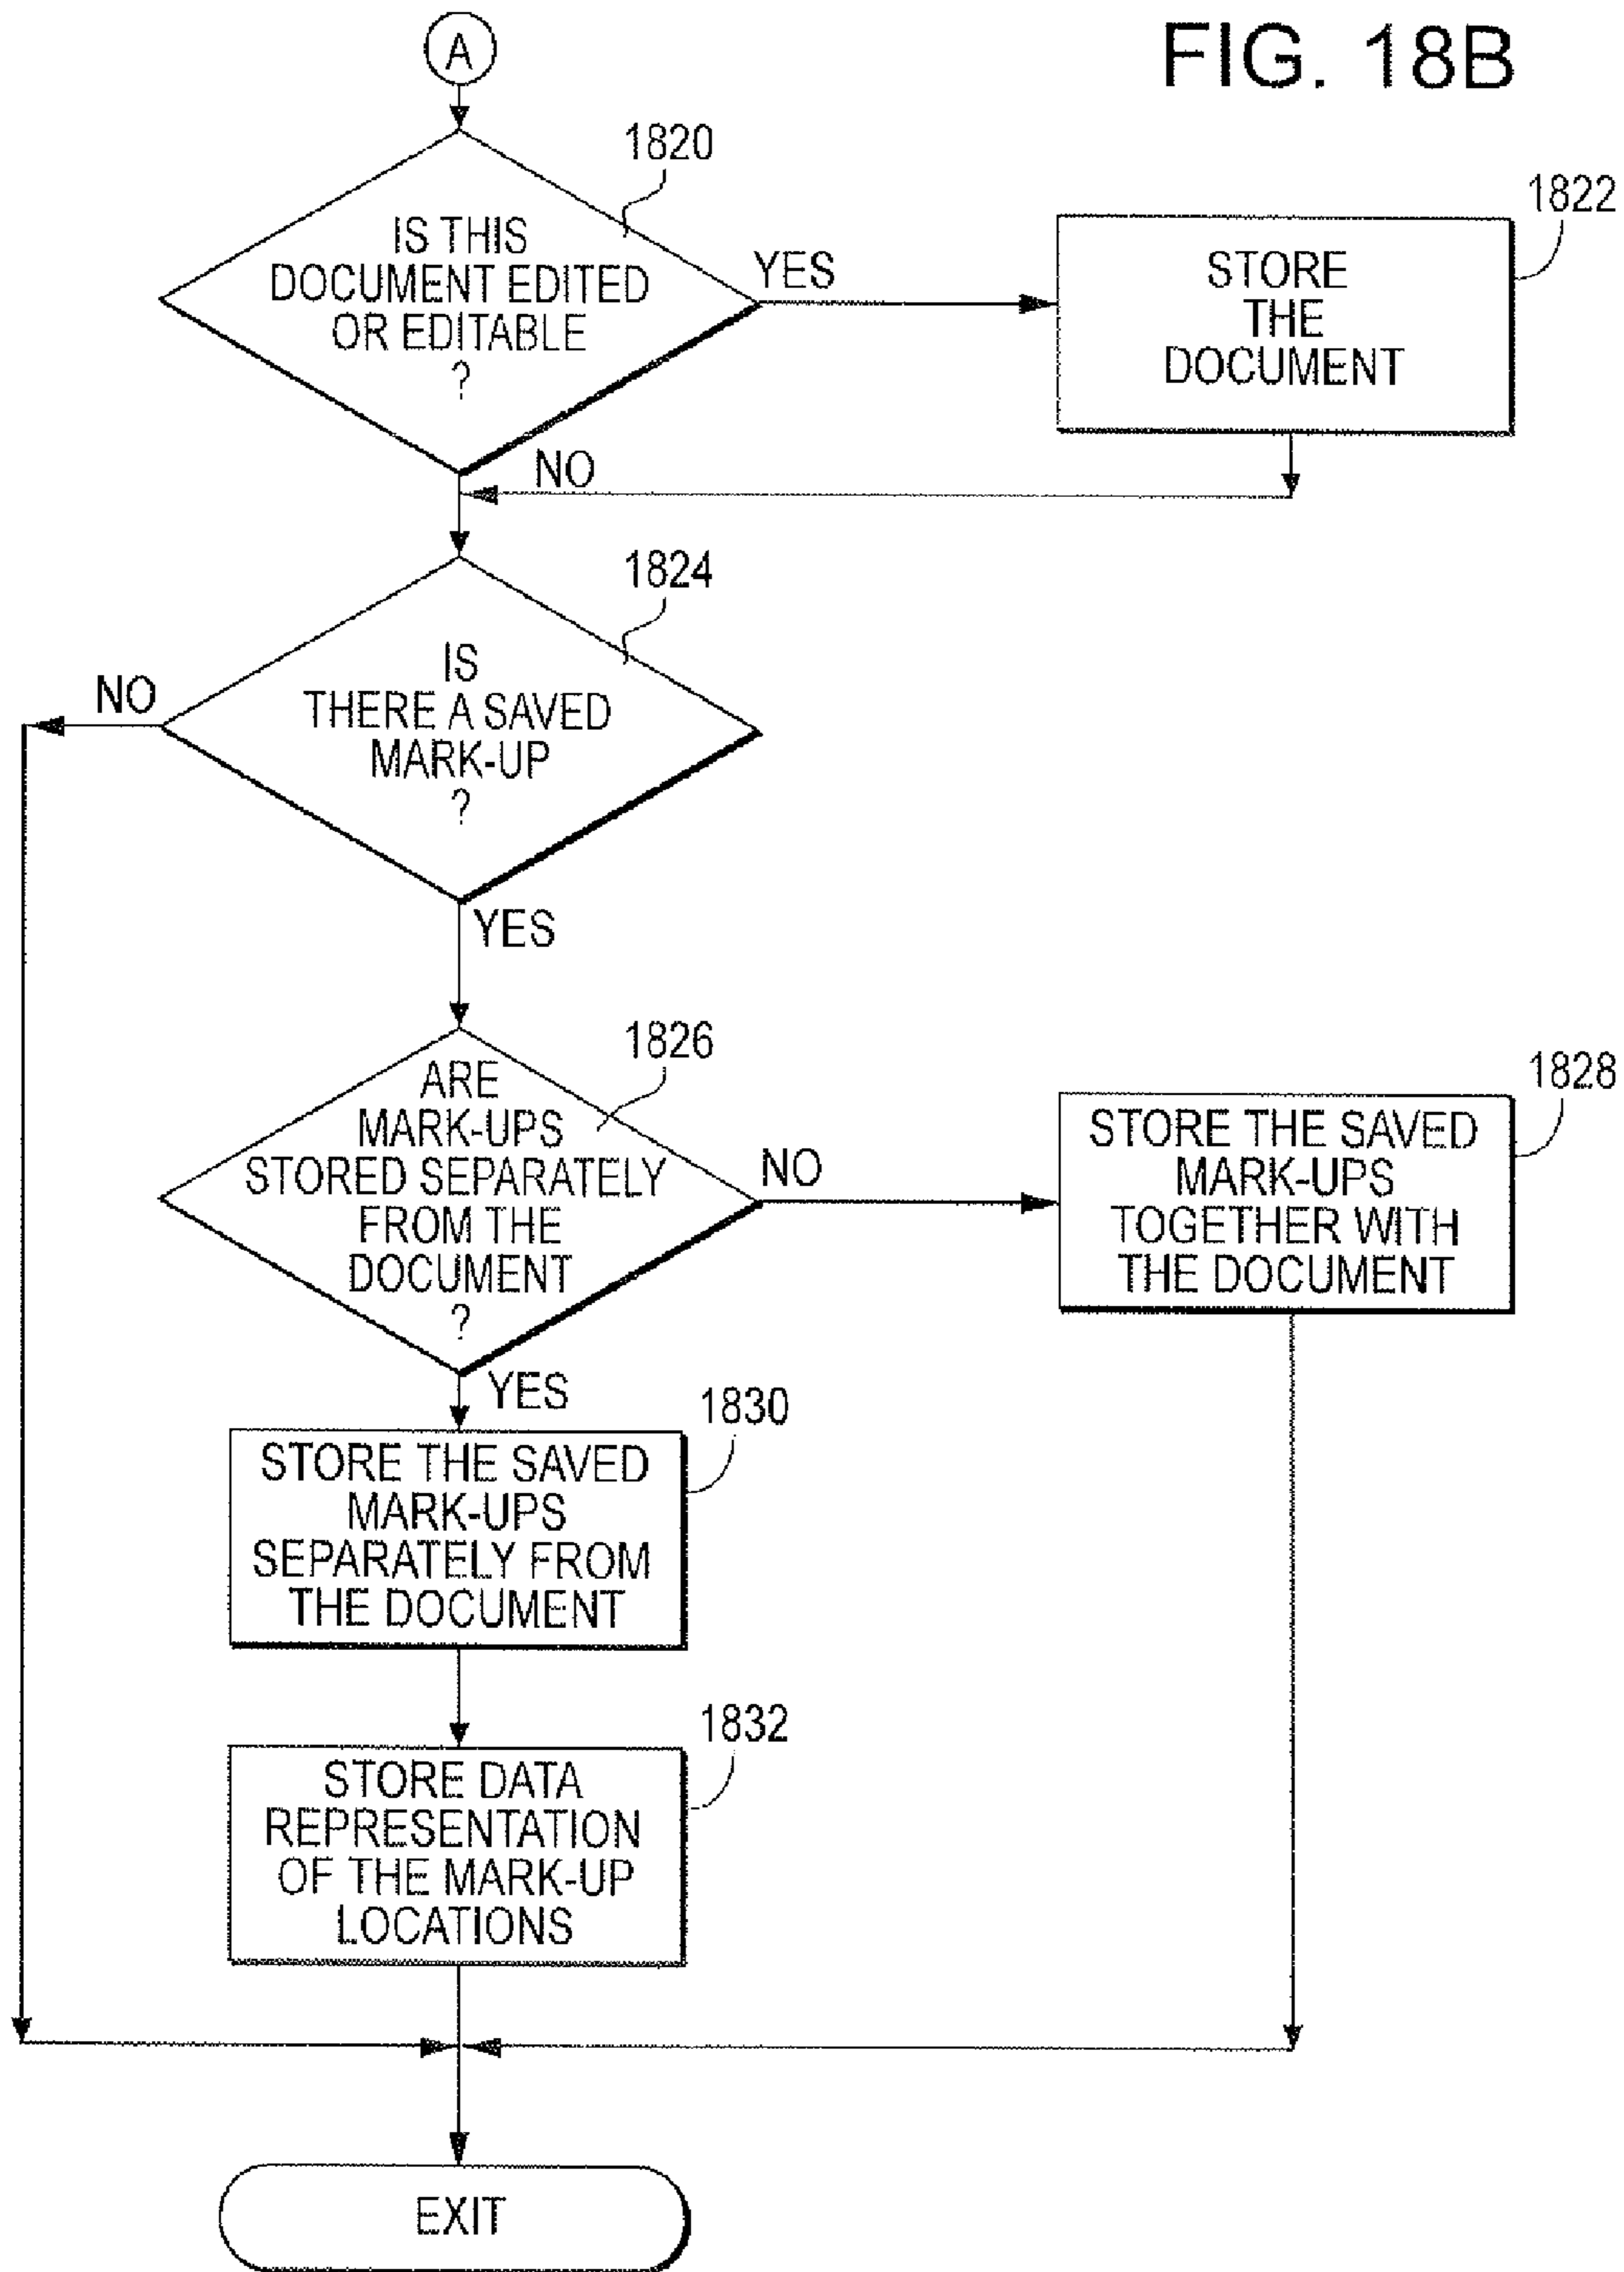 FIG. 18B
A
1820
IS THIS
DOCUMENT EDITED
OR EDITABLE
?
YES
NO
1822
STORE
THE
DOCUMENT
1824
IS
THERE A SAVED
MARK-UP
?
NO
YES
1826
ARE
MARK-UPS
STORED SEPARATELY
FROM THE
DOCUMENT
?
NO
YES
1828
STORE THE SAVED
MARK-UPS
TOGETHER WITH
THE DOCUMENT
1830
STORE THE SAVED
MARK-UPS
SEPARATELY FROM
THE DOCUMENT
1832
STORE DATA
REPRESENTATION
OF THE MARK-UP
LOCATIONS
EXIT